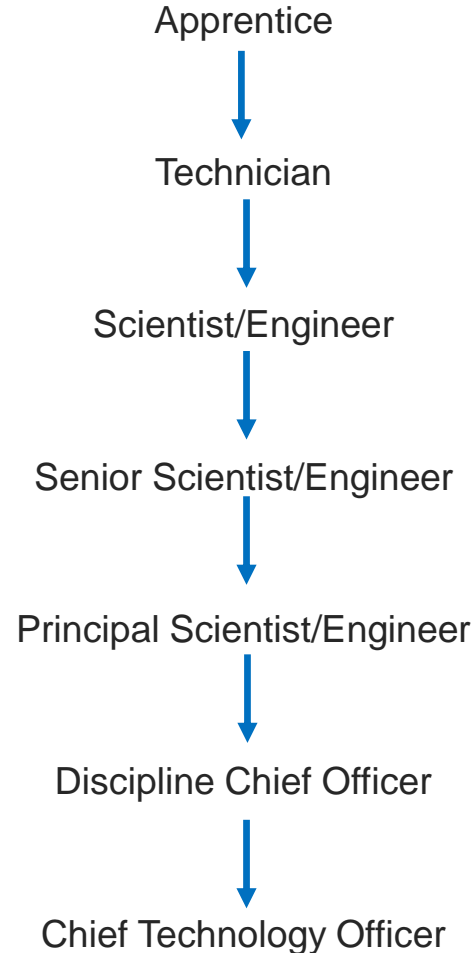 Apprentice
Technician
Scientist/Engineer
Senior Scientist/Engineer
Principal Scientist/Engineer
Discipline Chief Officer
Chief Technology Officer